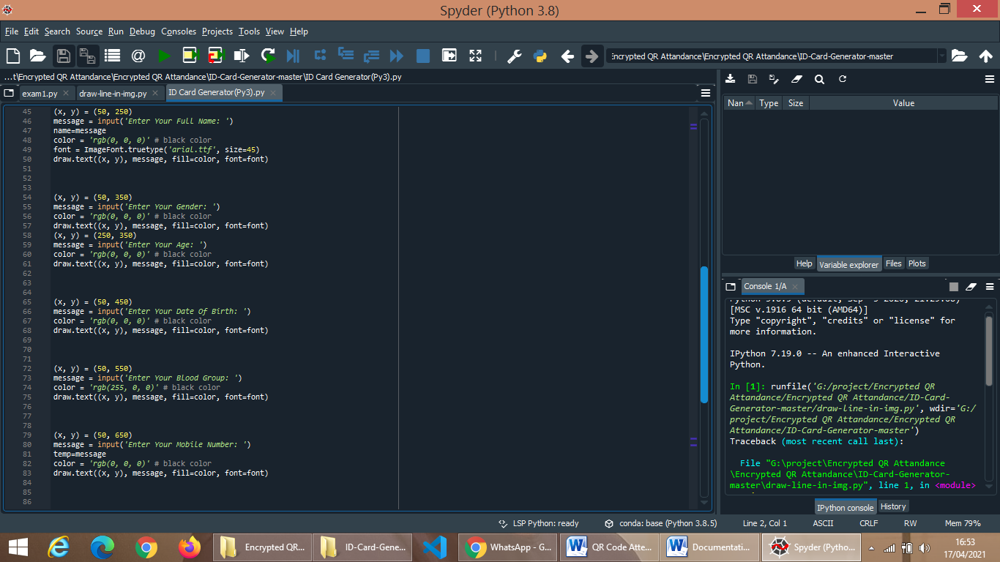 Spyder (Python 3.8)
File Edit Search Source Run Debug Consoles Projects Tools View Help
Encrypted QR Attandance\Encrypted QR Attandance\ID-Card-Generator-master
...t\Encrypted QR Attandance\Encrypted QR Attandance\ID-Card-Generator-master\ID Card Generator(Py3).py
exam1.py draw-line-in-img.py ID Card Generator(Py3).py
45 (x, y) = (50, 250)
46 message = input('Enter Your Full Name: ')
47 name=message
48 color = 'rgb(0, 0, 0)' # black color
49 font = ImageFont.truetype('arial.ttf', size=45)
50 draw.text((x, y), message, fill=color, font=font)
51
52
53
54 (x, y) = (50, 350)
55 message = input('Enter Your Gender: ')
56 color = 'rgb(0, 0, 0)' # black color
57 draw.text((x, y), message, fill=color, font=font)
58 (x, y) = (250, 350)
59 message = input('Enter Your Age: ')
60 color = 'rgb(0, 0, 0)' # black color
61 draw.text((x, y), message, fill=color, font=font)
62
63
64
65 (x, y) = (50, 450)
66 message = input('Enter Your Date Of Birth: ')
67 color = 'rgb(0, 0, 0)' # black color
68 draw.text((x, y), message, fill=color, font=font)
69
70
71
72 (x, y) = (50, 550)
73 message = input('Enter Your Blood Group: ')
74 color = 'rgb(255, 0, 0)' # black color
75 draw.text((x, y), message, fill=color, font=font)
76
77
78
79 (x, y) = (50, 650)
80 message = input('Enter Your Mobile Number: ')
81 temp=message
82 color = 'rgb(0, 0, 0)' # black color
83 draw.text((x, y), message, fill=color, font=font)
84
85
86
Nan Type Size Value
Help Variable explorer Files Plots
Console 1/A
[MSC v.1916 64 bit (AMD64)]
Type "copyright", "credits" or "license" for
more information.
IPython 7.19.0 -- An enhanced Interactive
Python.
In [1]: runfile('G:/project/Encrypted QR
Attandance/Encrypted QR Attandance/ID-Card-
Generator-master/draw-line-in-img.py', wdir='G:/
project/Encrypted QR Attandance/Encrypted QR
Attandance/ID-Card-Generator-master')
Traceback (most recent call last):
File "G:\project\Encrypted QR Attandance
\Encrypted QR Attandance\ID-Card-Generator-
master\draw-line-in-img.py", line 1, in <module>
IPython console History
LSP Python: ready conda: base (Python 3.8.5) Line 2, Col 1 ASCII CRLF RW Mem 79%
Encrypted QR... ID-Card-Gene... WhatsApp - G... QR Code Atte... Documentati... Spyder (Pytho... 16:53
17/04/2021